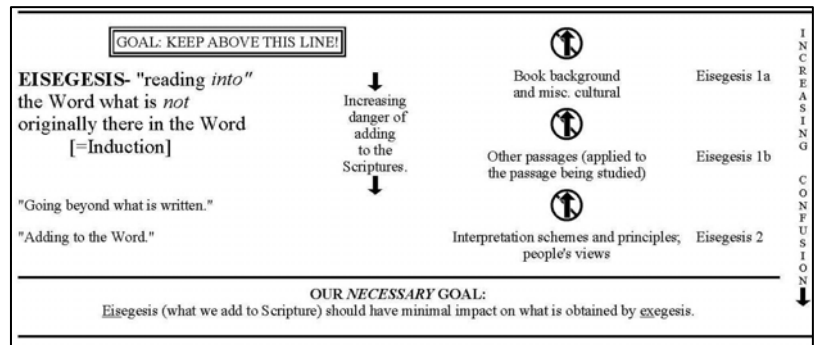 GOAL: KEEP ABOVE THIS LINE!
EISEGESIS- "reading into"
the Word what is not
originally there in the Word
[=Induction]
"Going beyond what is written."
"Adding to the Word."
Increasing
danger of
adding
to the
Scriptures.
Book background
and misc. cultural
Eisegesis 1a
Other passages (applied to
the passage being studied)
Eisegesis 1b
Interpretation schemes and principles;
people's views
Eisegesis 2
INCREASING CONFUSION
OUR NECESSARY GOAL:
Eisegesis (what we add to Scripture) should have minimal impact on what is obtained by exegesis.